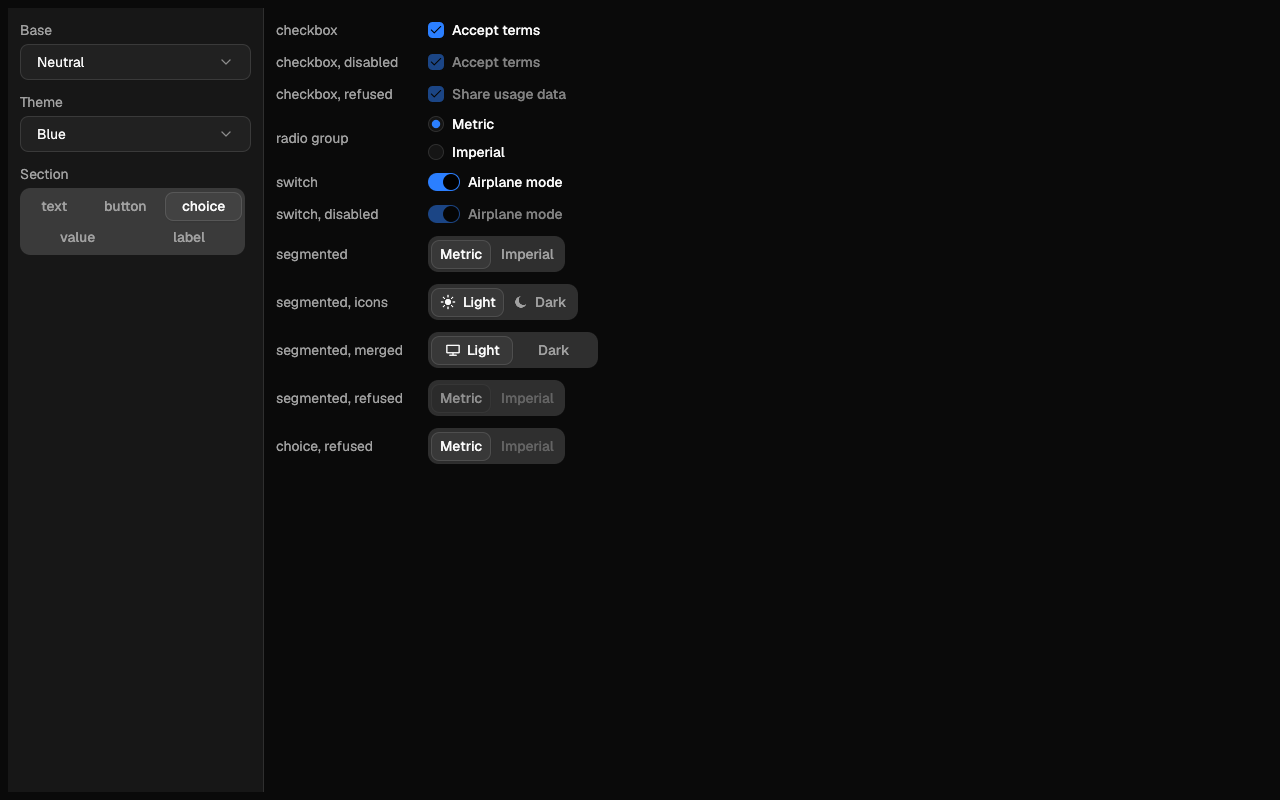 Base
Neutral
Theme
Blue
Section
text button choice
value label
checkbox Accept terms
checkbox, disabled Accept terms
checkbox, refused Share usage data
radio group
Metric
Imperial
switch Airplane mode
switch, disabled Airplane mode
segmented Metric Imperial
segmented, icons Light Dark
segmented, merged Light Dark
segmented, refused Metric Imperial
choice, refused Metric Imperial